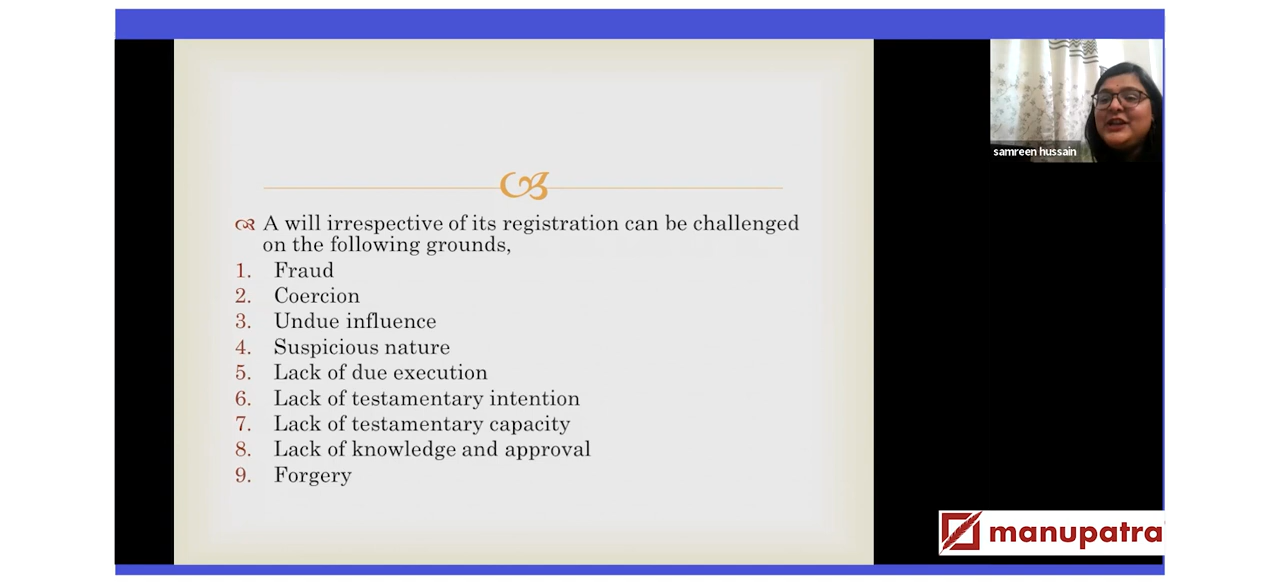 A will irrespective of its registration can be challenged
on the following grounds,
1. Fraud
2. Coercion
3. Undue influence
4. Suspicious nature
5. Lack of due execution
6. Lack of testamentary intention
7. Lack of testamentary capacity
8. Lack of knowledge and approval
9. Forgery
samreen hussain
manupatra